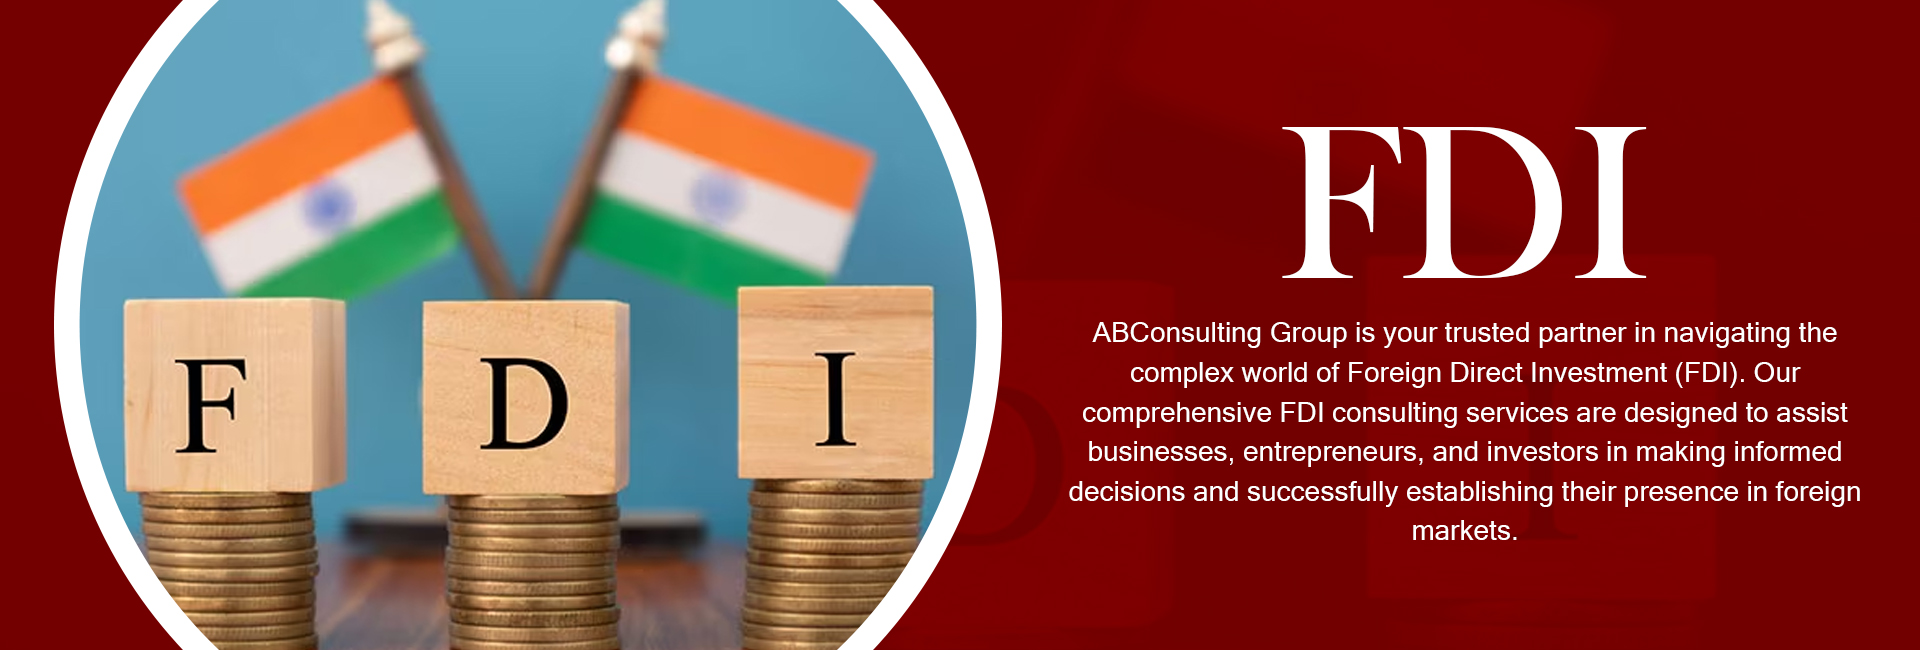 F D I
FDI
ABConsulting Group is your trusted partner in navigating the
complex world of Foreign Direct Investment (FDI). Our
comprehensive FDI consulting services are designed to assist
businesses, entrepreneurs, and investors in making informed
decisions and successfully establishing their presence in foreign
markets.